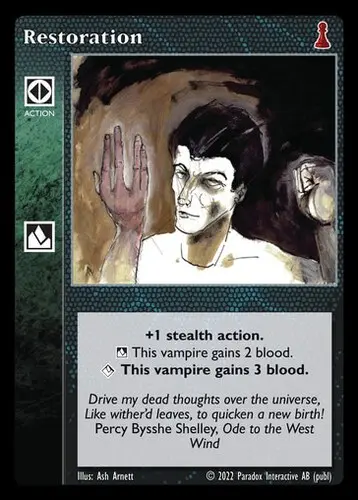 Restoration
ACTION
+1 stealth action.
This vampire gains 2 blood.
This vampire gains 3 blood.
Drive my dead thoughts over the universe,
Like wither'd leaves, to quicken a new birth!
Percy Bysshe Shelley, Ode to the West
Wind
Illus: Ash Arnett © 2022 Paradox Interactive AB (publ)